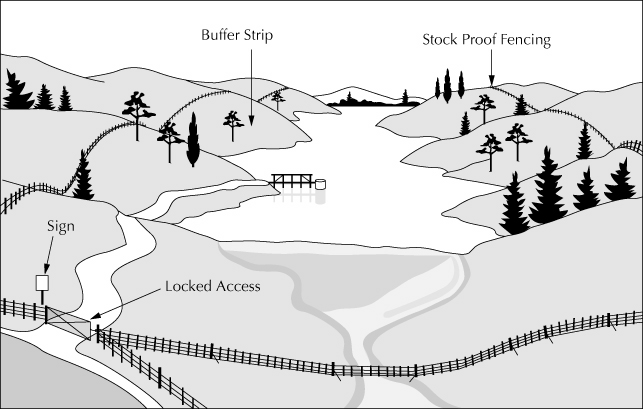 Buffer Strip
Stock Proof Fencing
Sign
Locked Access